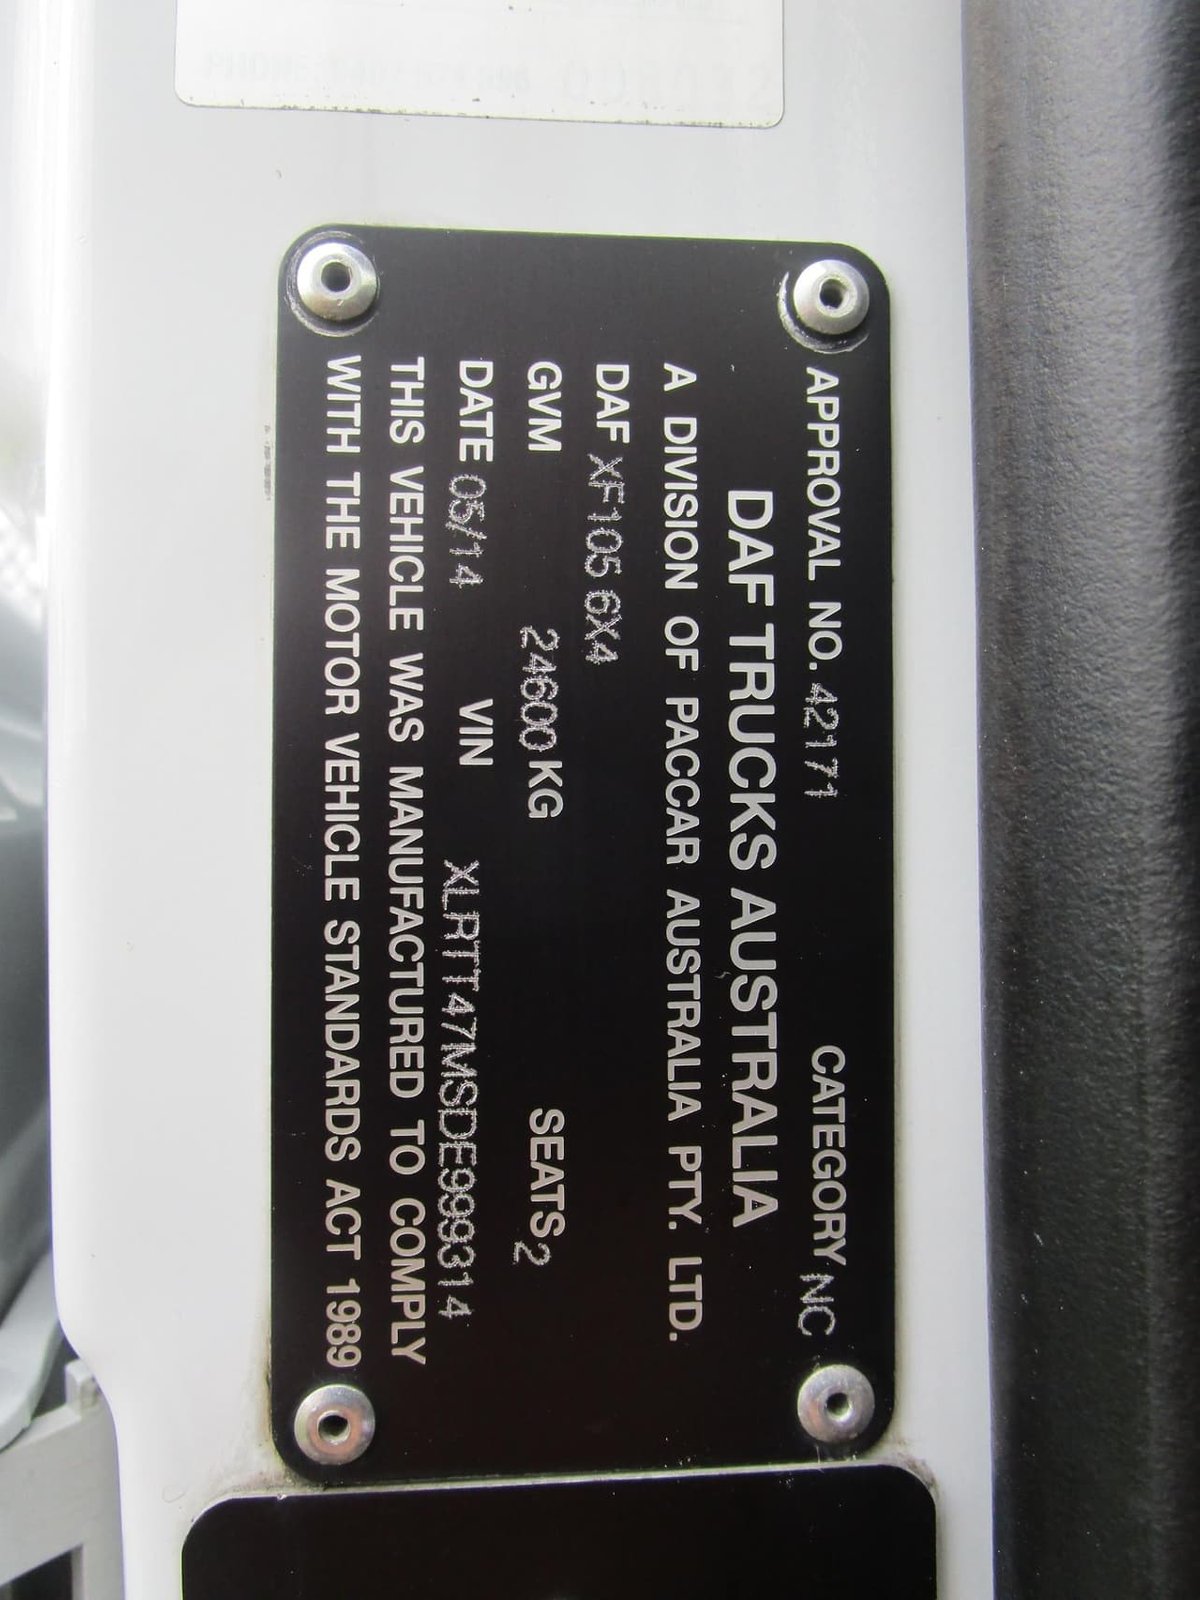 APPROVAL NO. 42171 CATEGORY NC
DAF TRUCKS AUSTRALIA
A DIVISION OF PACCAR AUSTRALIA PTY. LTD.
DAF XF105 6X4
GVM 24600 KG SEATS 2
DATE 05/14 VIN XLRTT47MSDE999314
THIS VEHICLE WAS MANUFACTURED TO COMPLY
WITH THE MOTOR VEHICLE STANDARDS ACT 1989